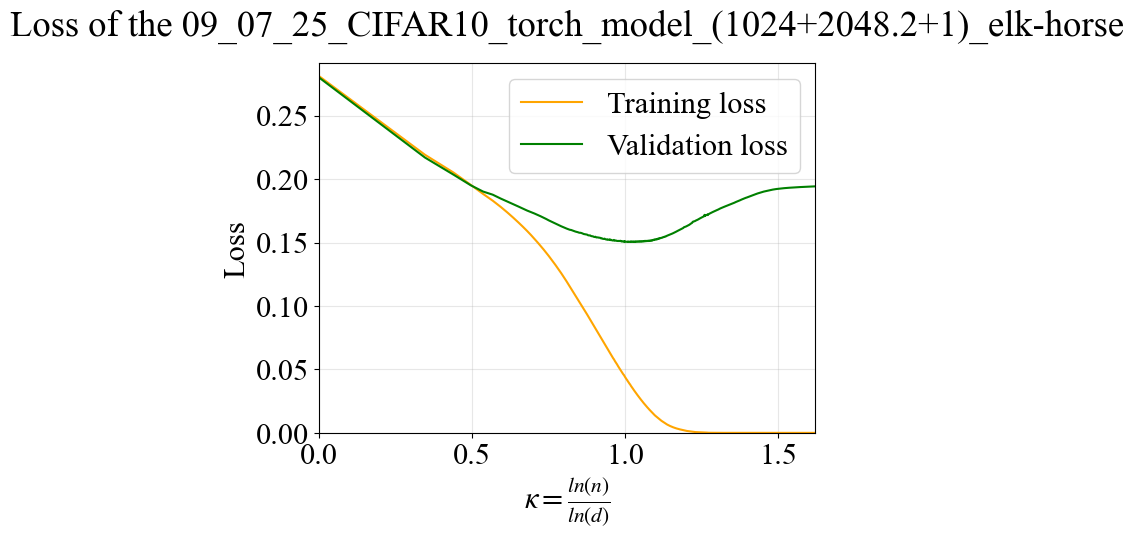 Loss of the 09_07_25_CIFAR10_torch_model_(1024+2048.2+1)_elk-horse
Training loss
Validation loss
Loss
0.25
0.20
0.15
0.10
0.05
0.00
0.0 0.5 1.0 1.5
κ = ln(n)/ln(d)